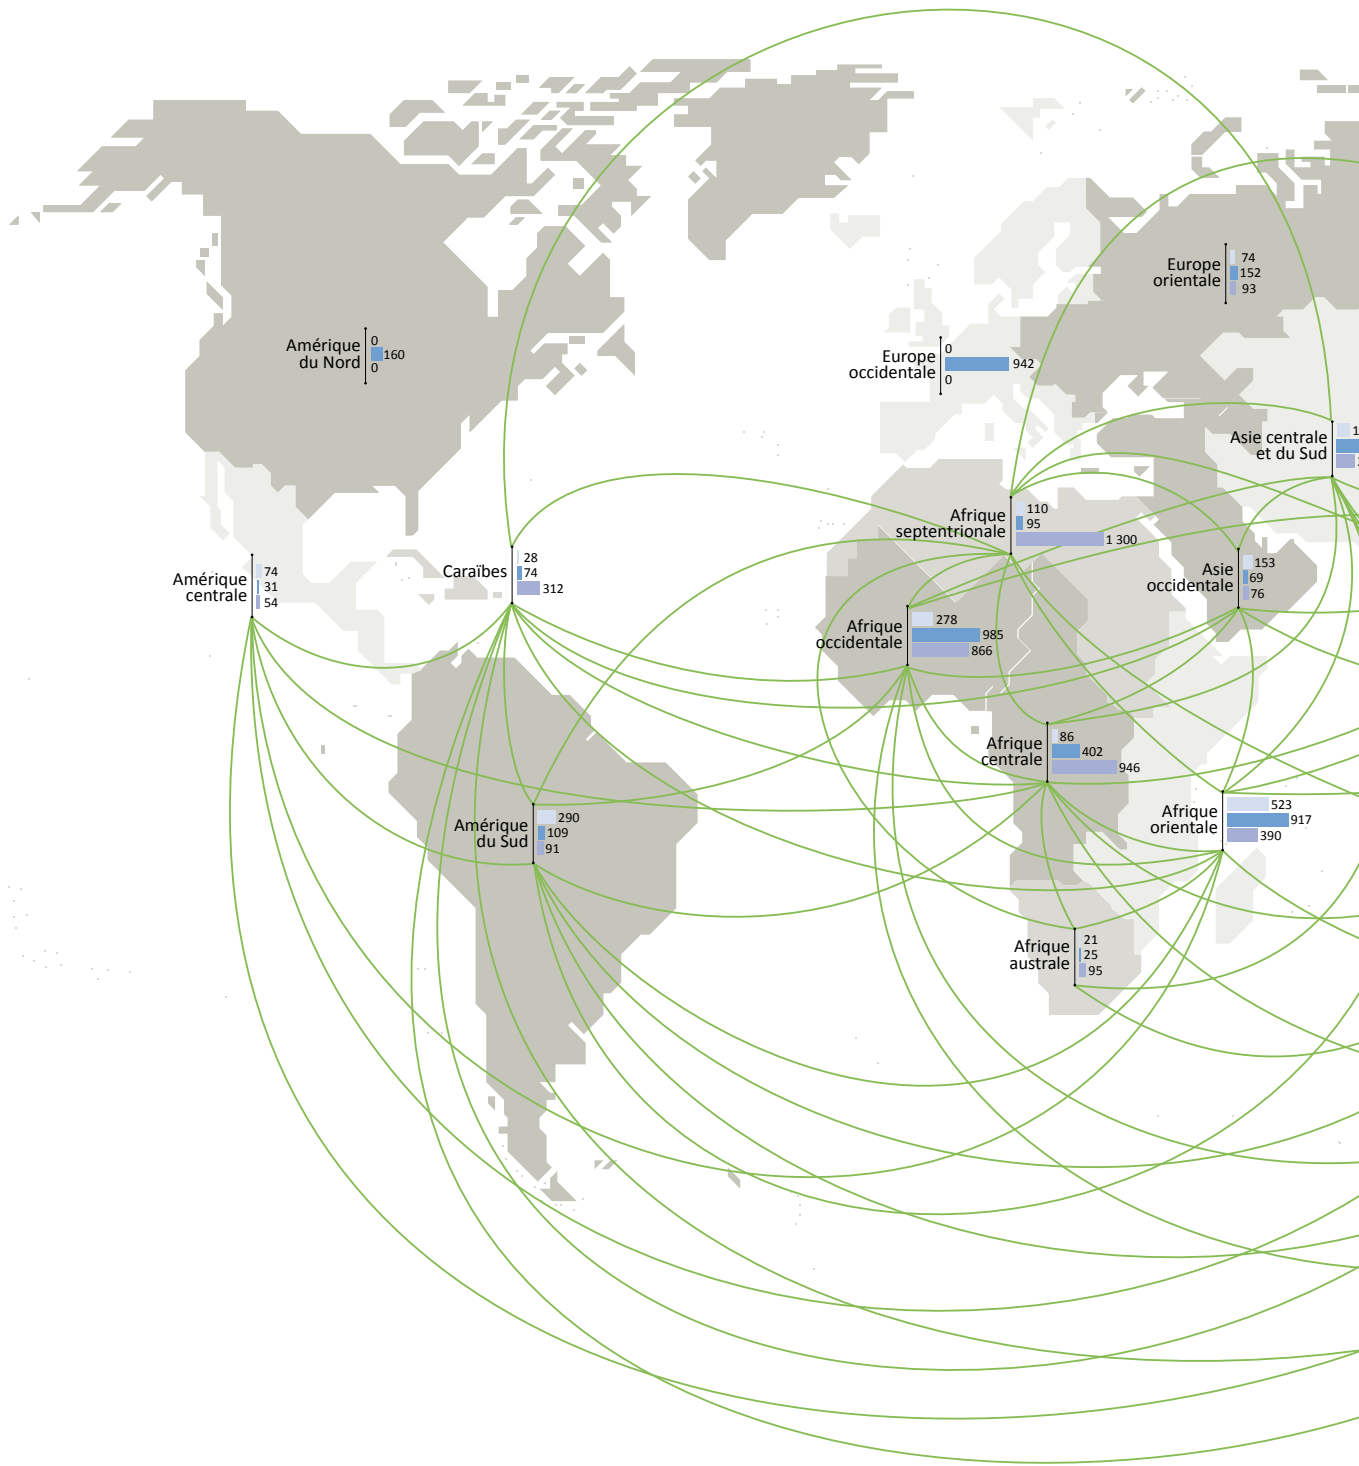 Europe
orientale
74
152
93
Amérique
du Nord
0
160
0
Europe
occidentale
0
942
0
Asie centrale
et du Sud
Afrique
septentrionale
110
95
1 300
Caraïbes
28
74
312
Amérique
centrale
74
31
54
Asie
occidentale
153
69
76
Afrique
occidentale
278
985
866
Afrique
centrale
86
402
946
Afrique
orientale
523
917
390
Amérique
du Sud
290
109
91
Afrique
australe
21
25
95